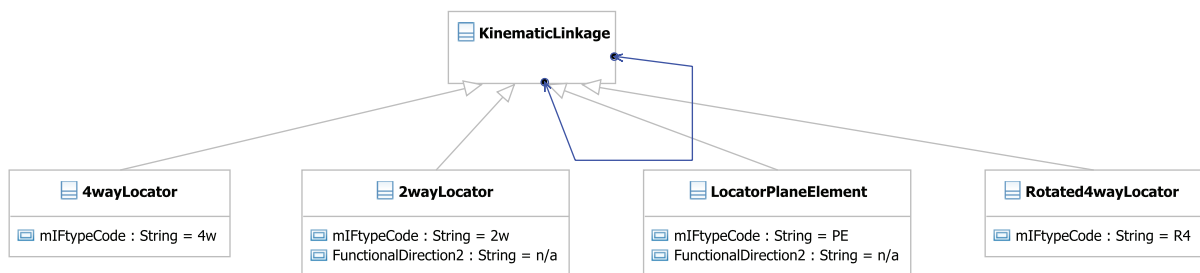 KinematicLinkage
4wayLocator
mIFtypeCode : String = 4w
2wayLocator
mIFtypeCode : String = 2w
FunctionalDirection2 : String = n/a
LocatorPlaneElement
mIFtypeCode : String = PE
FunctionalDirection2 : String = n/a
Rotated4wayLocator
mIFtypeCode : String = R4